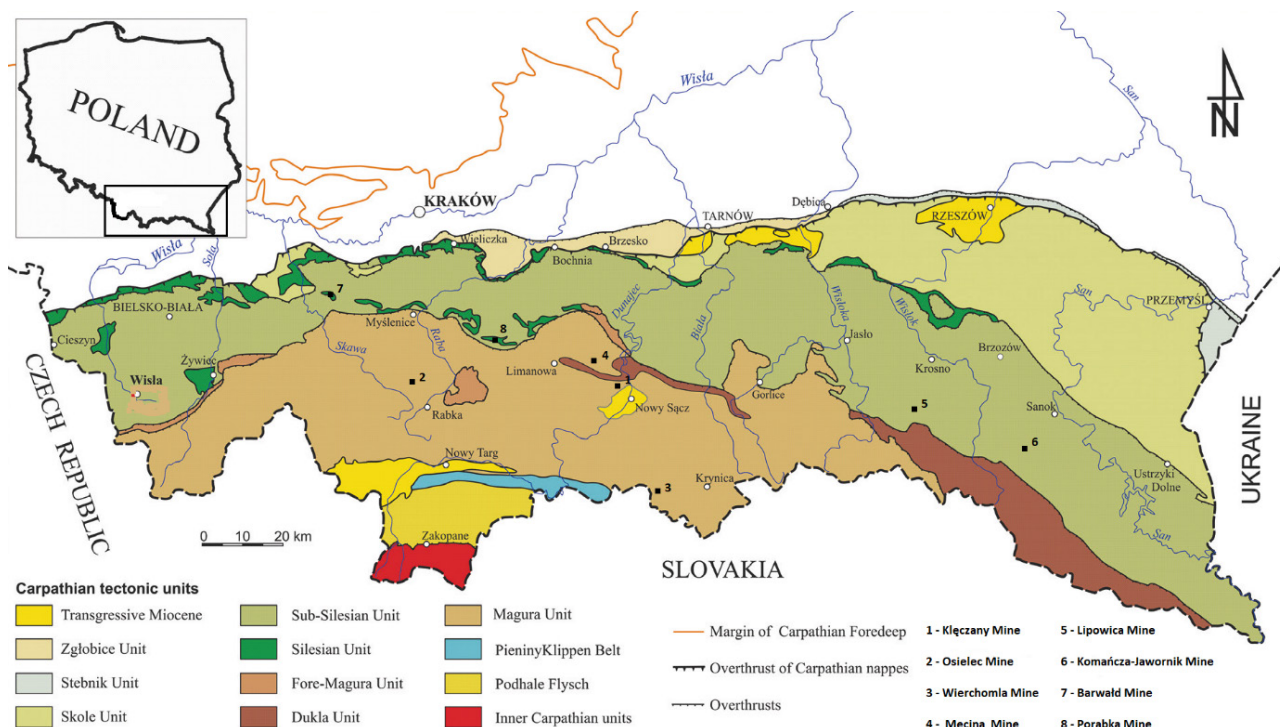 POLAND
Wisła
Wisła
Soła
KRAKÓW
Wieliczka
Bochnia
Brzesko
TARNÓW
Dębica
RZESZÓW
San
N
PRZEMYŚL
San
BIELSKO-BIAŁA
Cieszyn
Żywiec
Wisła
Skawa
Myślenice
Raba
Rabka
Limanowa
Dunajec
Biała
Nowy Sącz
Gorlice
Wisłoka
Jasło
Wisłok
Krosno
Brzozów
Sanok
Ustrzyki
Dolne
San
Nowy Targ
Krynica
Zakopane
1
2
3
4
5
6
7
8
CZECH REPUBLIC
SLOVAKIA
UKRAINE
0 10 20 km
Carpathian tectonic units
Transgressive Miocene
Zgłobice Unit
Stebnik Unit
Skole Unit
Sub-Silesian Unit
Silesian Unit
Fore-Magura Unit
Dukla Unit
Magura Unit
PieninyKlippen Belt
Podhale Flysch
Inner Carpathian units
Margin of Carpathian Foredeep
Overthrust of Carpathian nappes
Overthrusts
1 - Klęczany Mine
2 - Osielec Mine
3 - Wierchomla Mine
4 - Męcina Mine
5 - Lipowica Mine
6 - Komańcza-Jawornik Mine
7 - Barwałd Mine
8 - Porąbka Mine